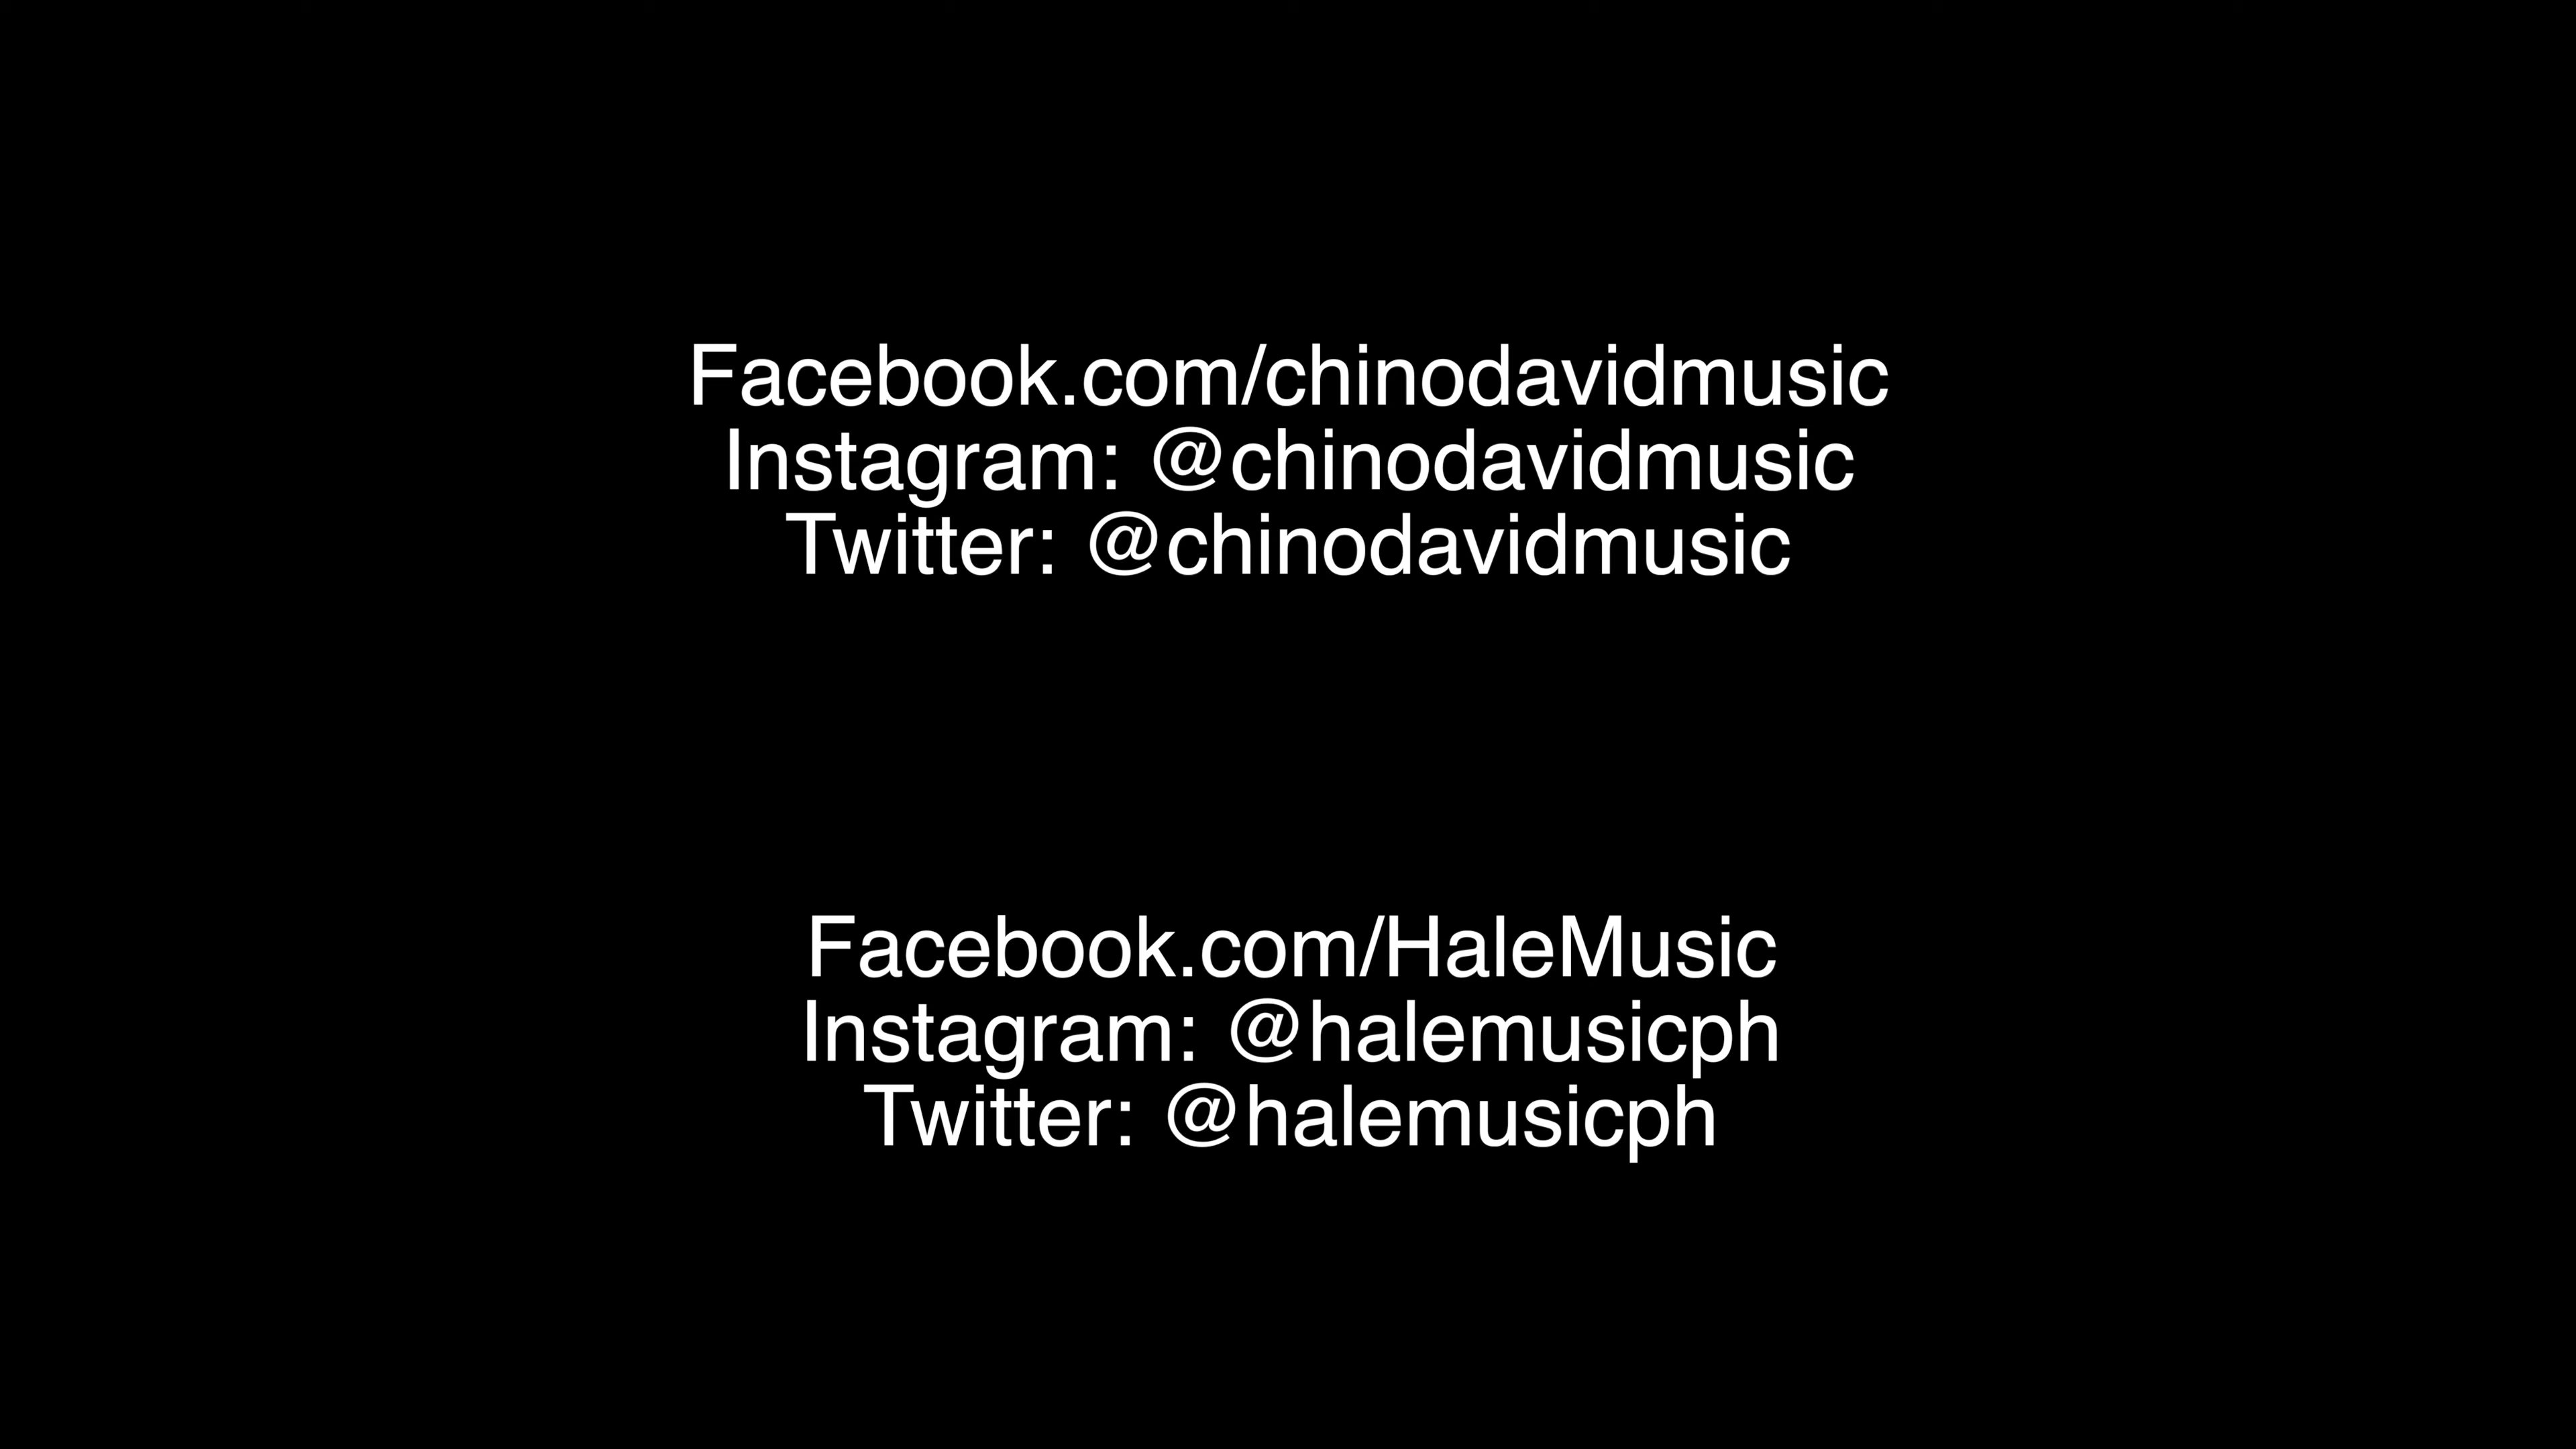 Facebook.com/chinodavidmusic
Instagram: @chinodavidmusic
Twitter: @chinodavidmusic
Facebook.com/HaleMusic
Instagram: @halemusicph
Twitter: @halemusicph